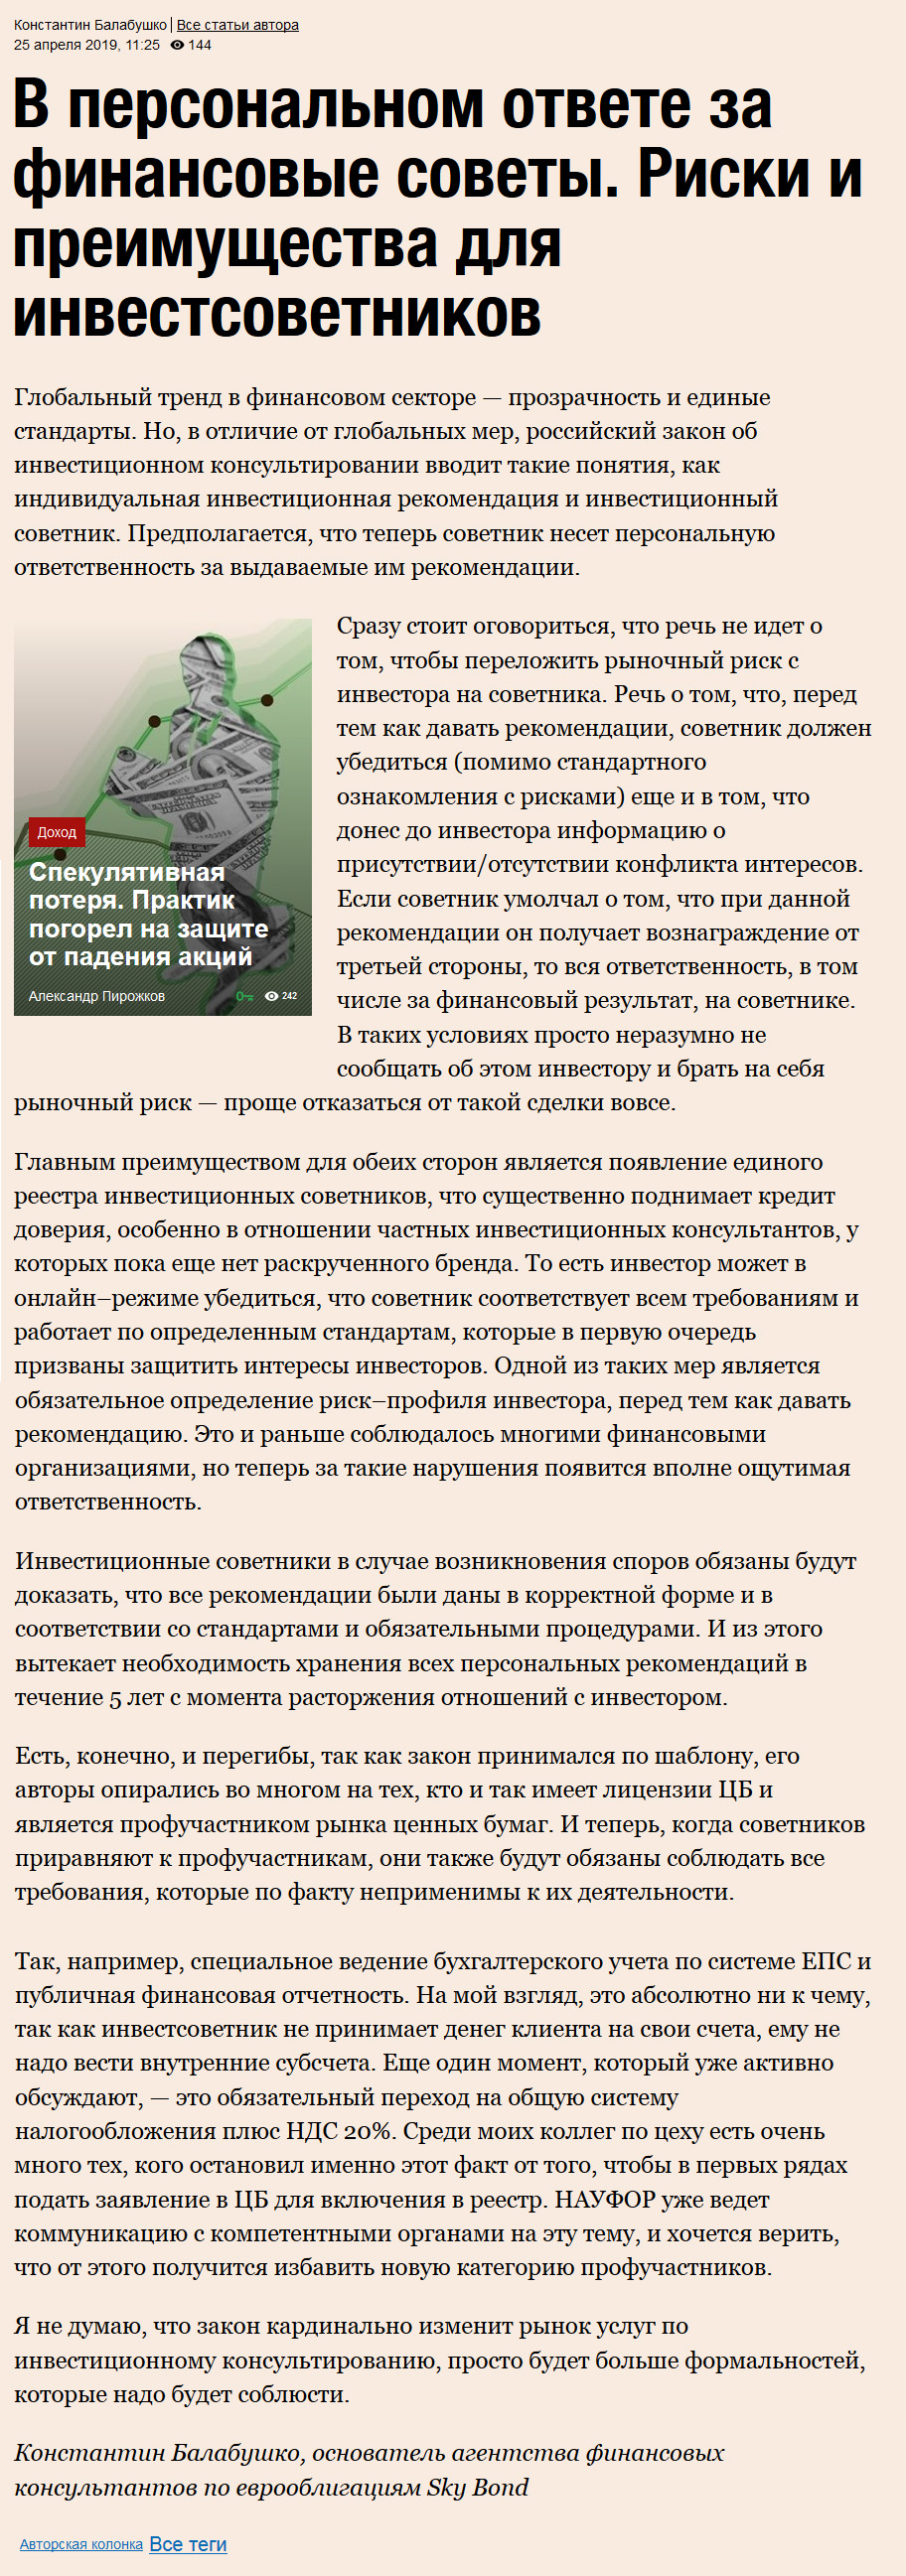 Константин Балабушко | Все статьи автора
25 апреля 2019, 11:25 144
В персональном ответе за
финансовые советы. Риски и
преимущества для
инвестсоветников
Глобальный тренд в финансовом секторе — прозрачность и единые
стандарты. Но, в отличие от глобальных мер, российский закон об
инвестиционном консультировании вводит такие понятия, как
индивидуальная инвестиционная рекомендация и инвестиционный
советник. Предполагается, что теперь советник несет персональную
ответственность за выдаваемые им рекомендации.
Доход
Спекулятивная
потеря. Практик
погорел на защите
от падения акций
Александр Пирожков 242
Сразу стоит оговориться, что речь не идет о
том, чтобы переложить рыночный риск с
инвестора на советника. Речь о том, что, перед
тем как давать рекомендации, советник должен
убедиться (помимо стандартного
ознакомления с рисками) еще и в том, что
донес до инвестора информацию о
присутствии/отсутствии конфликта интересов.
Если советник умолчал о том, что при данной
рекомендации он получает вознаграждение от
третьей стороны, то вся ответственность, в том
числе за финансовый результат, на советнике.
В таких условиях просто неразумно не
сообщать об этом инвестору и брать на себя
рыночный риск — проще отказаться от такой сделки вовсе.
Главным преимуществом для обеих сторон является появление единого
реестра инвестиционных советников, что существенно поднимает кредит
доверия, особенно в отношении частных инвестиционных консультантов, у
которых пока еще нет раскрученного бренда. То есть инвестор может в
онлайн–режиме убедиться, что советник соответствует всем требованиям и
работает по определенным стандартам, которые в первую очередь
призваны защитить интересы инвесторов. Одной из таких мер является
обязательное определение риск–профиля инвестора, перед тем как давать
рекомендацию. Это и раньше соблюдалось многими финансовыми
организациями, но теперь за такие нарушения появится вполне ощутимая
ответственность.
Инвестиционные советники в случае возникновения споров обязаны будут
доказать, что все рекомендации были даны в корректной форме и в
соответствии со стандартами и обязательными процедурами. И из этого
вытекает необходимость хранения всех персональных рекомендаций в
течение 5 лет с момента расторжения отношений с инвестором.
Есть, конечно, и перегибы, так как закон принимался по шаблону, его
авторы опирались во многом на тех, кто и так имеет лицензии ЦБ и
является профучастником рынка ценных бумаг. И теперь, когда советников
приравняют к профучастникам, они также будут обязаны соблюдать все
требования, которые по факту неприменимы к их деятельности.
Так, например, специальное ведение бухгалтерского учета по системе ЕПС и
публичная финансовая отчетность. На мой взгляд, это абсолютно ни к чему,
так как инвестсоветник не принимает денег клиента на свои счета, ему не
надо вести внутренние субсчета. Еще один момент, который уже активно
обсуждают, — это обязательный переход на общую систему
налогообложения плюс НДС 20%. Среди моих коллег по цеху есть очень
много тех, кого остановил именно этот факт от того, чтобы в первых рядах
подать заявление в ЦБ для включения в реестр. НАУФОР уже ведет
коммуникацию с компетентными органами на эту тему, и хочется верить,
что от этого получится избавить новую категорию профучастников.
Я не думаю, что закон кардинально изменит рынок услуг по
инвестиционному консультированию, просто будет больше формальностей,
которые надо будет соблюсти.
Константин Балабушко, основатель агентства финансовых
консультантов по еврооблигациям Sky Bond
Авторская колонка Все теги